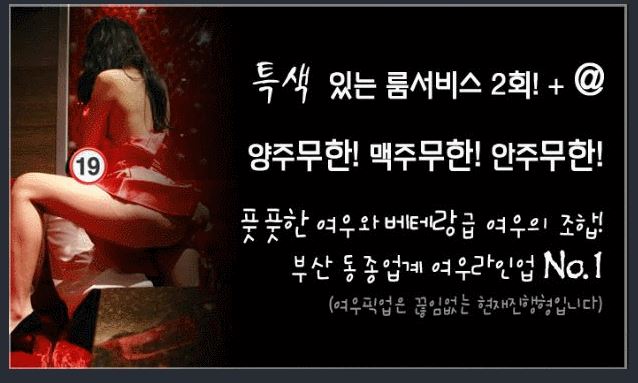 특색 있는 룸서비스 2회! + @
양주무한! 맥주무한! 안주무한!
19
풋풋한 여우와 베테랑급 여우의 조합!
부산 동종업계 여우라인업 No.1
(여우픽업은 끊임없는 현재진행형입니다)